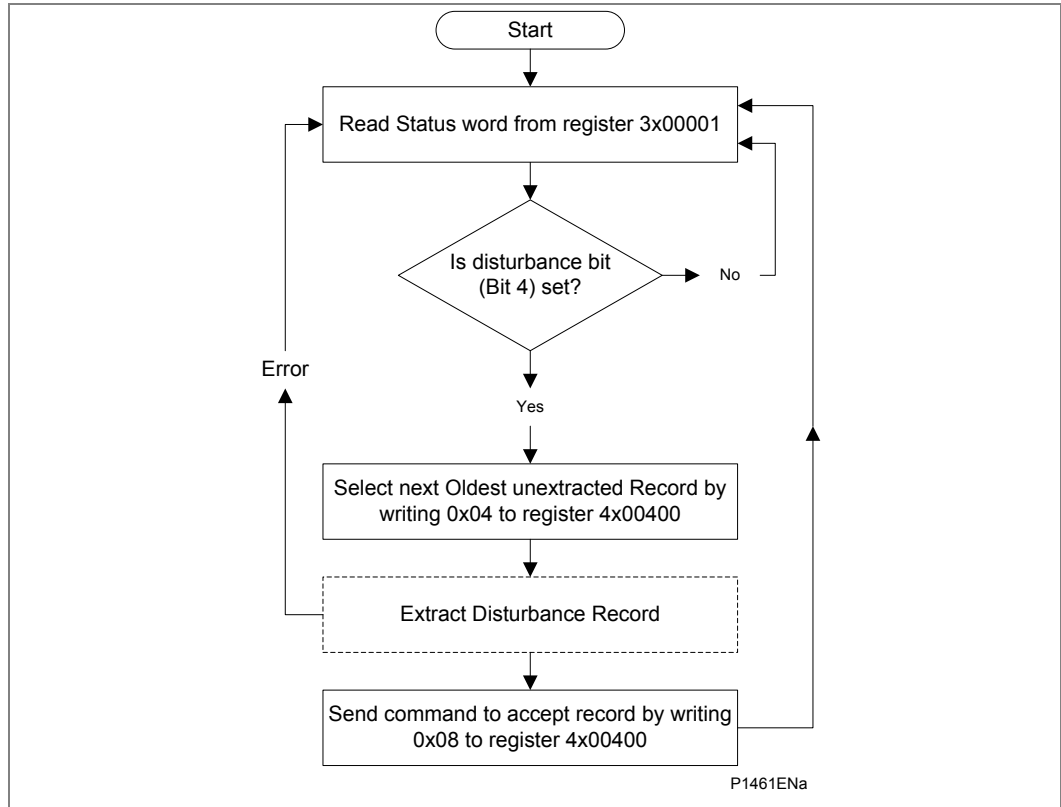 Start
Read Status word from register 3x00001
Is disturbance bit
(Bit 4) set?
No
Error
Yes
Select next Oldest unextracted Record by
writing 0x04 to register 4x00400
Extract Disturbance Record
Send command to accept record by writing
0x08 to register 4x00400
P1461ENa